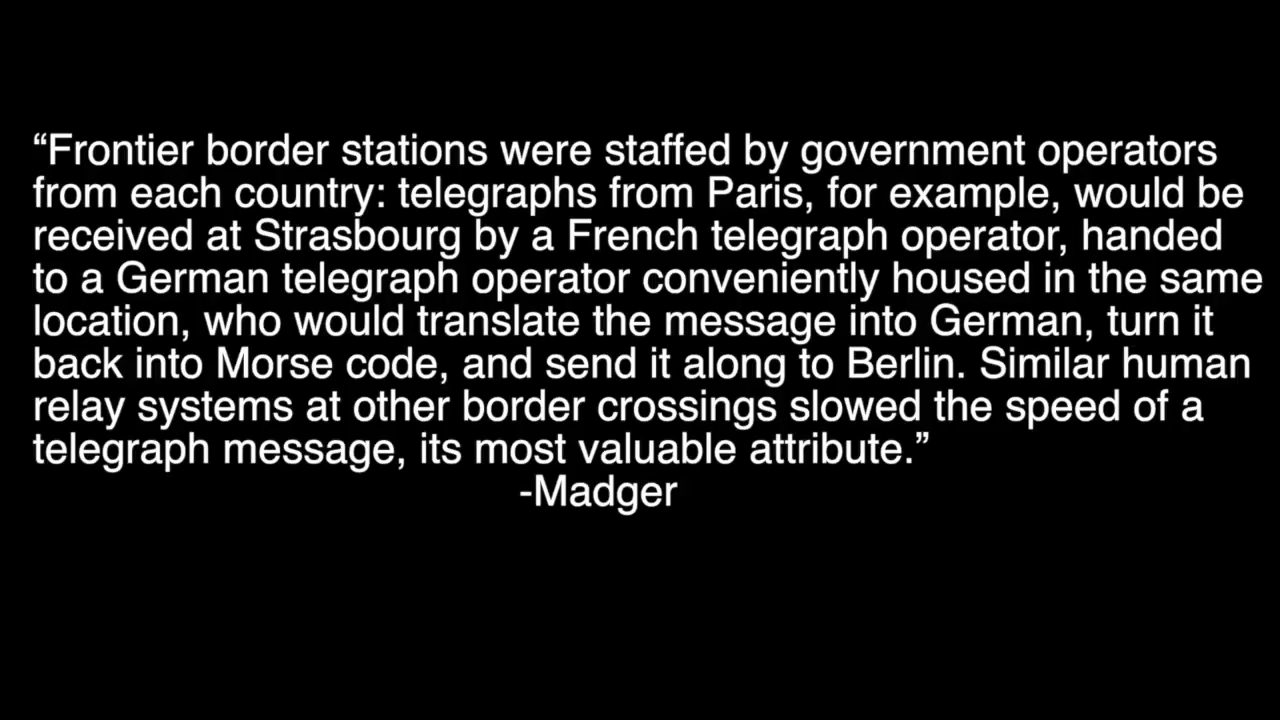 “Frontier border stations were staffed by government operators
from each country: telegraphs from Paris, for example, would be
received at Strasbourg by a French telegraph operator, handed
to a German telegraph operator conveniently housed in the same
location, who would translate the message into German, turn it
back into Morse code, and send it along to Berlin. Similar human
relay systems at other border crossings slowed the speed of a
telegraph message, its most valuable attribute.”
-Madger